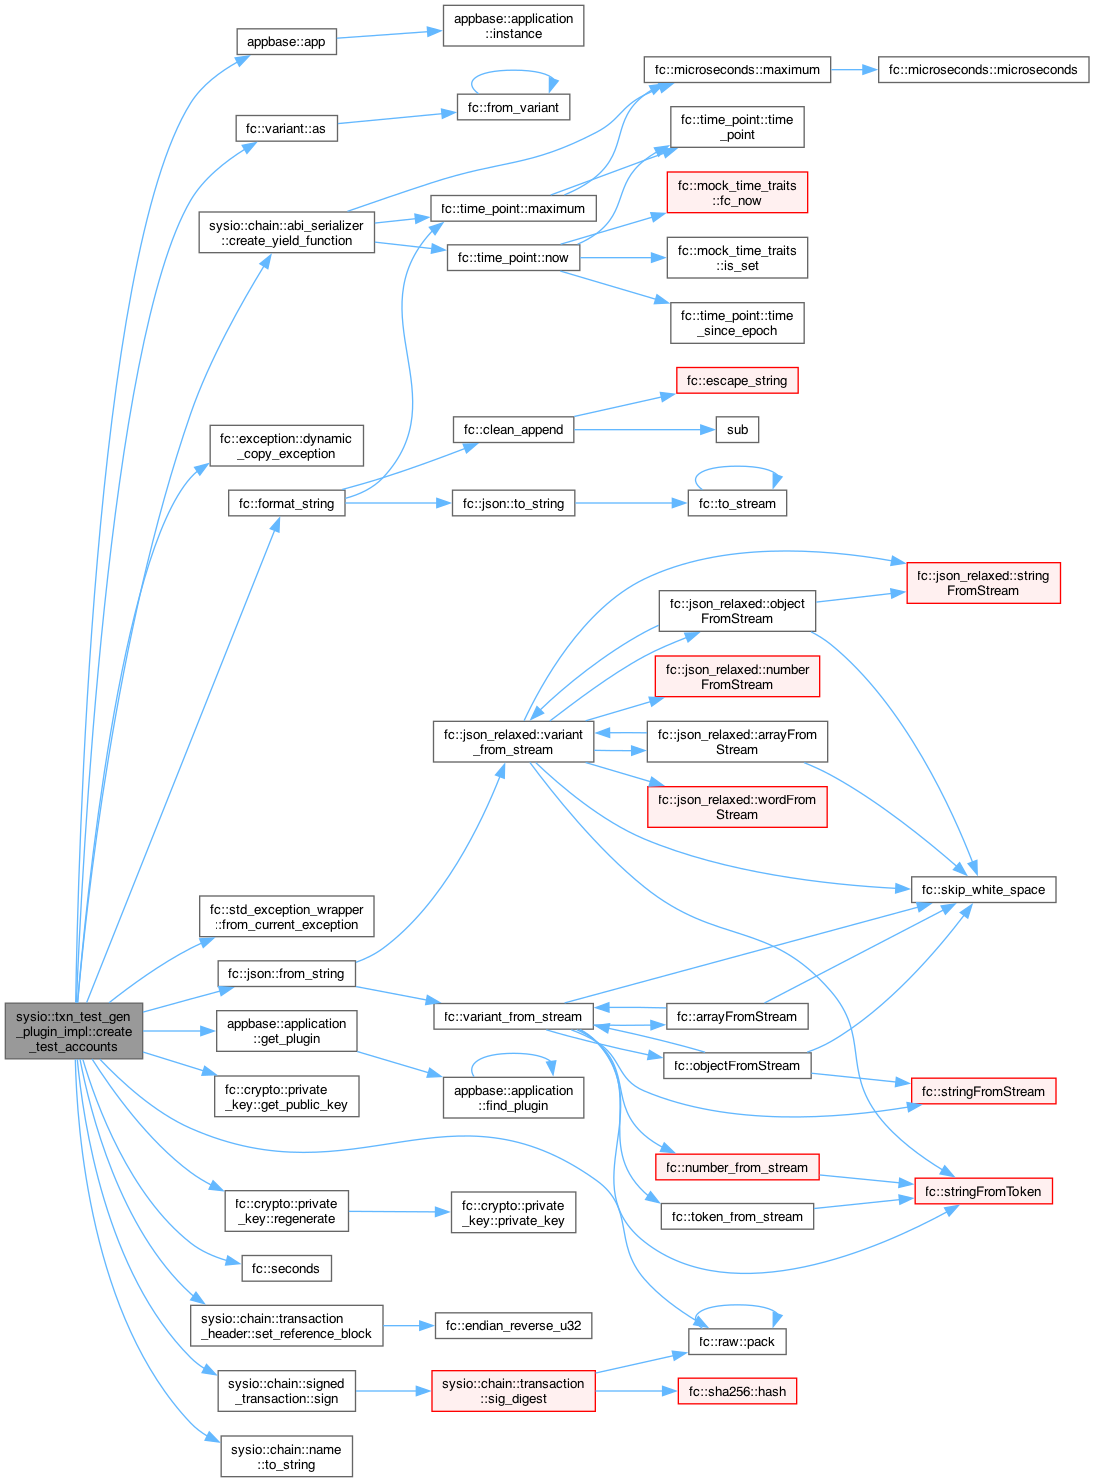 appbase::application
::instance
appbase::app
fc::microseconds::maximum
fc::microseconds::microseconds
fc::from_variant
fc::variant::as
fc::time_point::time
_point
fc::mock_time_traits
::fc_now
fc::time_point::maximum
sysio::chain::abi_serializer
::create_yield_function
fc::time_point::now
fc::mock_time_traits
::is_set
fc::time_point::time
_since_epoch
fc::escape_string
fc::clean_append
sub
fc::exception::dynamic
_copy_exception
fc::format_string
fc::json::to_string
fc::to_stream
fc::json_relaxed::string
FromStream
fc::json_relaxed::object
FromStream
fc::json_relaxed::number
FromStream
fc::json_relaxed::variant
_from_stream
fc::json_relaxed::arrayFrom
Stream
fc::json_relaxed::wordFrom
Stream
fc::skip_white_space
fc::std_exception_wrapper
::from_current_exception
fc::json::from_string
sysio::txn_test_gen
_plugin_impl::create
_test_accounts
appbase::application
::get_plugin
fc::variant_from_stream
fc::arrayFromStream
fc::objectFromStream
fc::crypto::private
_key::get_public_key
appbase::application
::find_plugin
fc::stringFromStream
fc::number_from_stream
fc::stringFromToken
fc::crypto::private
_key::regenerate
fc::crypto::private
_key::private_key
fc::token_from_stream
fc::seconds
sysio::chain::transaction
_header::set_reference_block
fc::endian_reverse_u32
fc::raw::pack
sysio::chain::signed
_transaction::sign
sysio::chain::transaction
::sig_digest
fc::sha256::hash
sysio::chain::name
::to_string